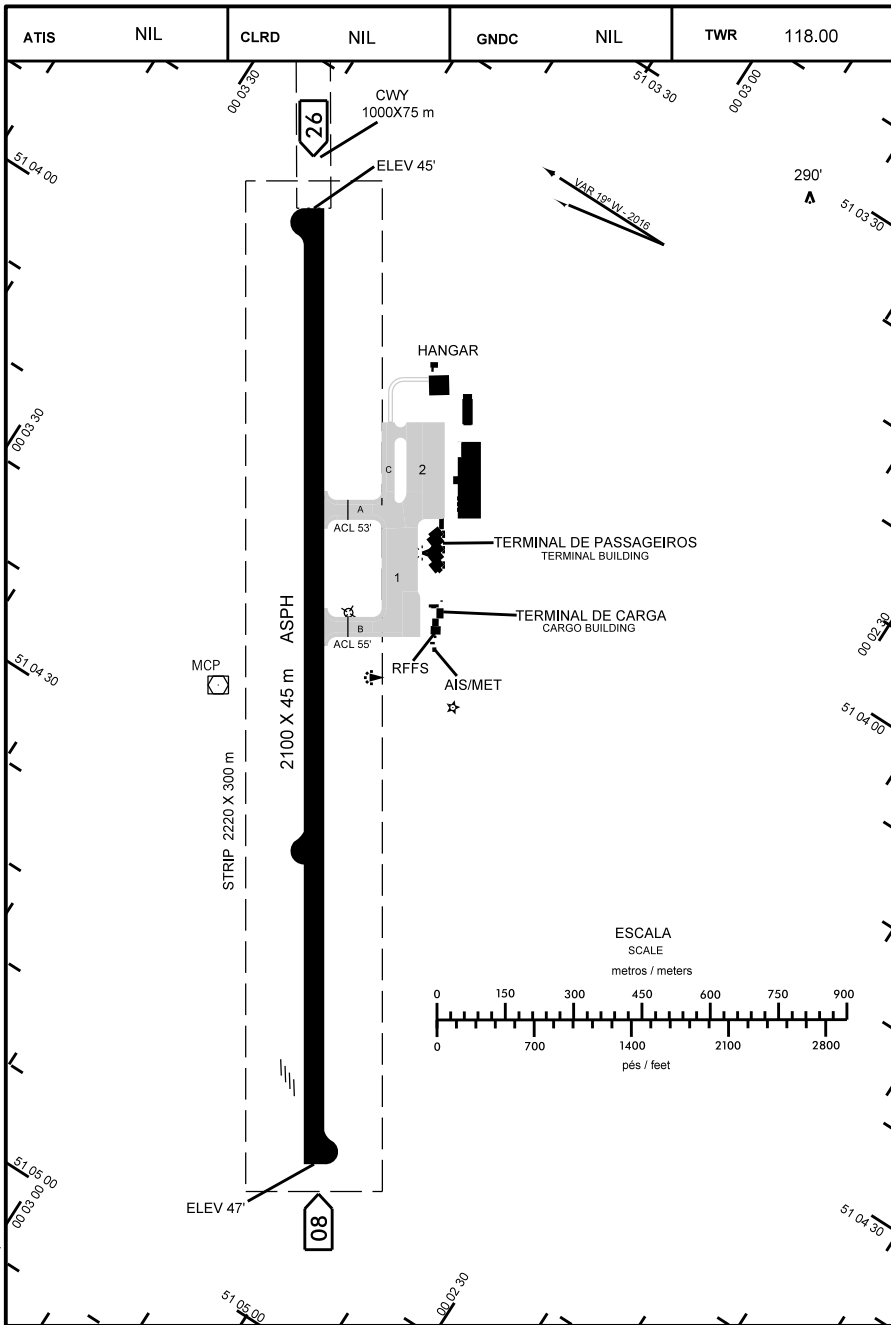 ATIS NIL CLRD NIL GNDC NIL TWR 118.00
00 03 30
51 03 30
00 03 00
CWY
1000X75 m
26
ELEV 45'
51 04 00
VAR 19º W - 2016
290'
51 03 30
HANGAR
00 03 30
C
2
A
ACL 53'
TERMINAL DE PASSAGEIROS
TERMINAL BUILDING
1
2100 X 45 m ASPH
TERMINAL DE CARGA
CARGO BUILDING
B
ACL 55'
00 02 30
RFFS
AIS/MET
MCP
51 04 30
51 04 00
STRIP 2220 X 300 m
ESCALA
SCALE
metros / meters
0 150 300 450 600 750 900
0 700 1400 2100 2800
pés / feet
51 05 00
00 03 00
ELEV 47'
08
51 04 30
51 05 00
00 02 30